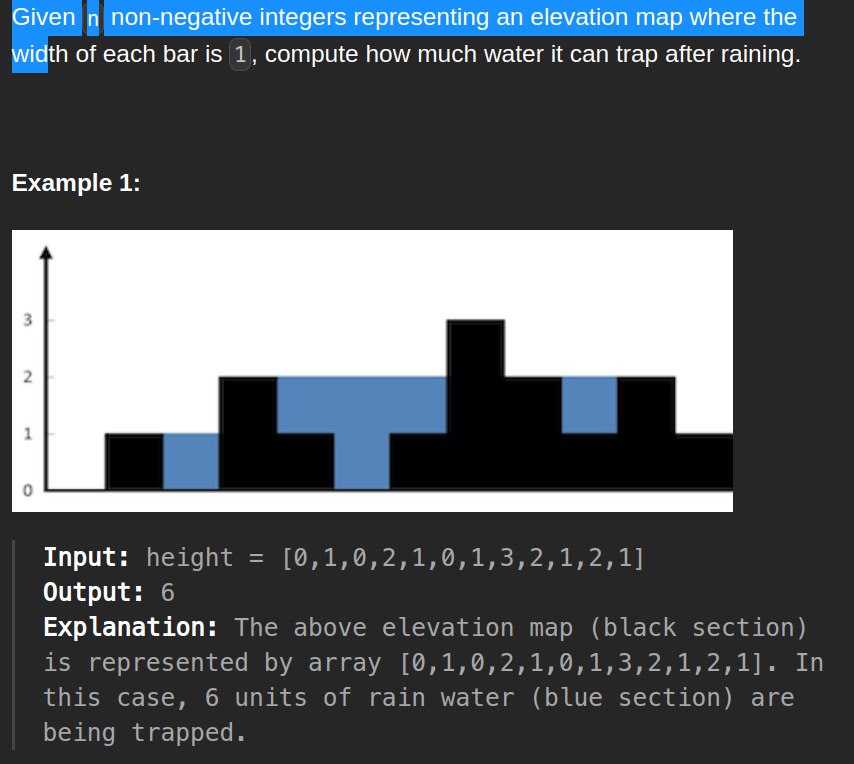 Given n non-negative integers representing an elevation map where the
width of each bar is 1, compute how much water it can trap after raining.
Example 1:
3
2
1
0
Input: height = [0,1,0,2,1,0,1,3,2,1,2,1]
Output: 6
Explanation: The above elevation map (black section)
is represented by array [0,1,0,2,1,0,1,3,2,1,2,1]. In
this case, 6 units of rain water (blue section) are
being trapped.